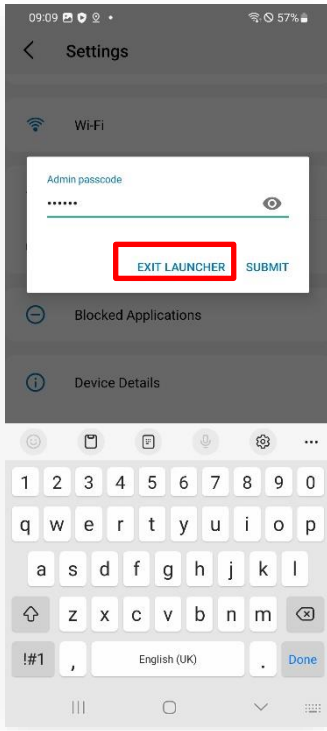 09:09 57%
Settings
Wi-Fi
Admin passcode
••••••
EXIT LAUNCHER SUBMIT
Blocked Applications
Device Details
1 2 3 4 5 6 7 8 9 0
q w e r t y u i o p
a s d f g h j k l
z x c v b n m
!#1 , English (UK) . Done